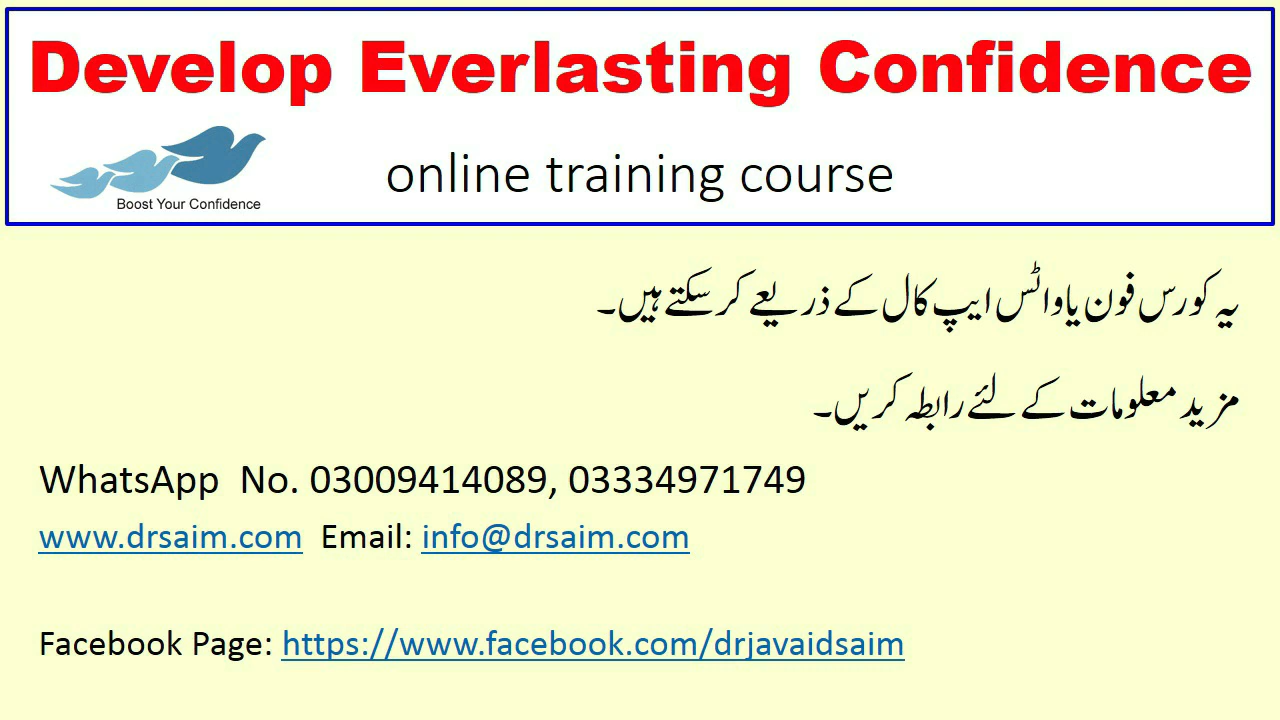 Develop Everlasting Confidence
online training course
Boost Your Confidence
یہ کورس فون یا واٹس ایپ کال کے ذریعے کر سکتے ہیں۔
مزید معلومات کے لئے رابطہ کریں۔
WhatsApp No. 03009414089, 03334971749
www.drsaim.com Email: info@drsaim.com
Facebook Page: https://www.facebook.com/drjavaidsaim